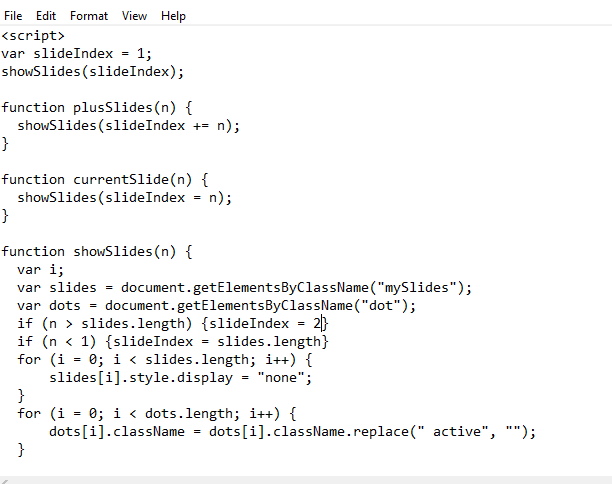 File Edit Format View Help
<script>
var slideIndex = 1;
showSlides(slideIndex);

function plusSlides(n) {
  showSlides(slideIndex += n);
}

function currentSlide(n) {
  showSlides(slideIndex = n);
}

function showSlides(n) {
  var i;
  var slides = document.getElementsByClassName("mySlides");
  var dots = document.getElementsByClassName("dot");
  if (n > slides.length) {slideIndex = 2}
  if (n < 1) {slideIndex = slides.length}
  for (i = 0; i < slides.length; i++) {
      slides[i].style.display = "none";
  }
  for (i = 0; i < dots.length; i++) {
      dots[i].className = dots[i].className.replace(" active", "");
  }